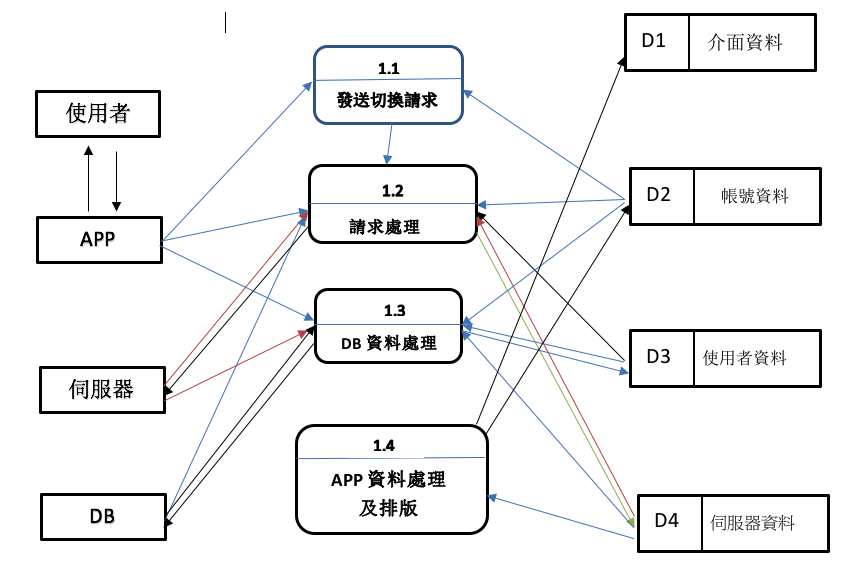 使用者
APP
伺服器
DB
1.1
發送切換請求
1.2
請求處理
1.3
DB 資料處理
1.4
APP 資料處理
及排版
D1 介面資料
D2 帳號資料
D3 使用者資料
D4 伺服器資料